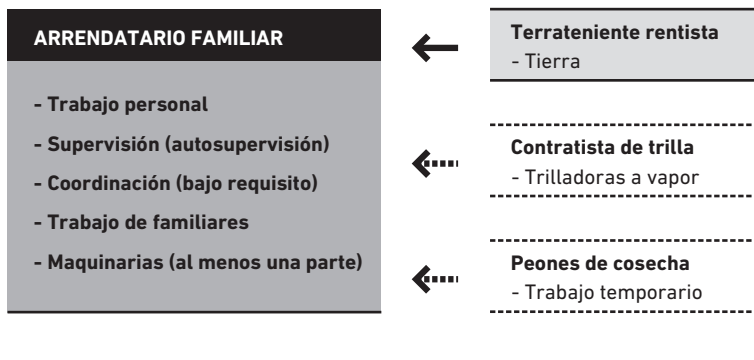 ARRENDATARIO FAMILIAR
- Trabajo personal
- Supervisión (autosupervisión)
- Coordinación (bajo requisito)
- Trabajo de familiares
- Maquinarias (al menos una parte)
Terrateniente rentista
- Tierra
Contratista de trilla
- Trilladoras a vapor
Peones de cosecha
- Trabajo temporario